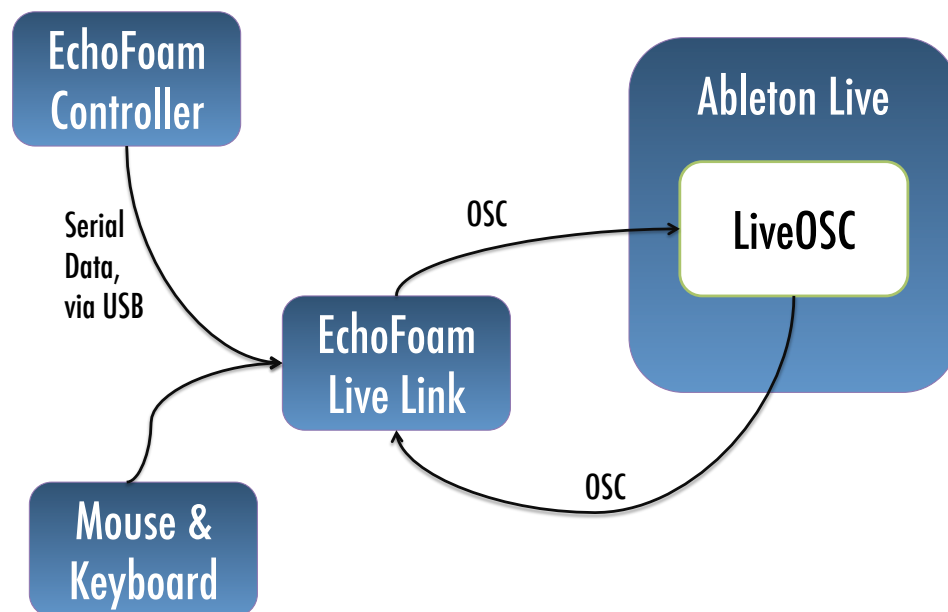 EchoFoam
Controller
Ableton Live
Serial
Data,
via USB
OSC
LiveOSC
EchoFoam
Live Link
OSC
Mouse &
Keyboard